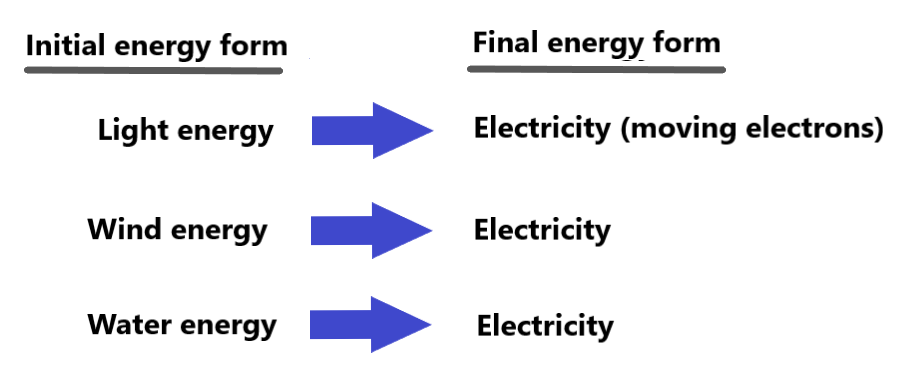 Initial energy form
Final energy form
Light energy
Electricity (moving electrons)
Wind energy
Electricity
Water energy
Electricity